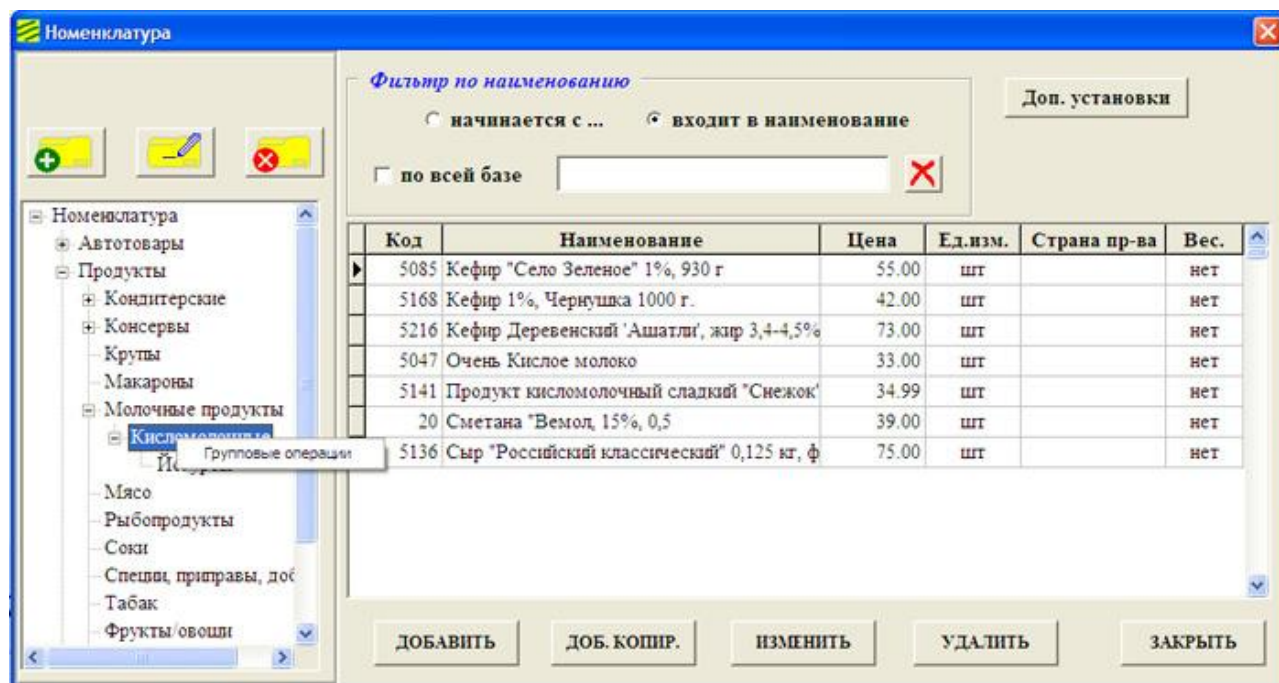 Номенклатура
Фильтр по наименованию
начинается с ... входит в наименование
Доп. установки
по всей базе
Номенклатура
Автотовары
Продукты
Кондитерские
Консервы
Крупы
Макароны
Молочные продукты
Кисломолочные
Групповые операции
Мясо
Рыбопродукты
Соки
Специи, приправы, доб
Табак
Фрукты/овощи
Код Наименование Цена Ед.изм. Страна пр-ва Вес.
5085 Кефир "Село Зеленое" 1%, 930 г 55.00 шт нет
5168 Кефир 1%, Чернушка 1000 г. 42.00 шт нет
5216 Кефир Деревенский 'Ашатли', жир 3,4-4,5% 73.00 шт нет
5047 Очень Кислое молоко 33.00 шт нет
5141 Продукт кисломолочный сладкий "Снежок" 34.99 шт нет
20 Сметана "Вемол, 15%, 0,5 39.00 шт нет
5136 Сыр "Российский классический" 0,125 кг, ф 75.00 шт нет
ДОБАВИТЬ ДОБ. КОПИР. ИЗМЕНИТЬ УДАЛИТЬ ЗАКРЫТЬ